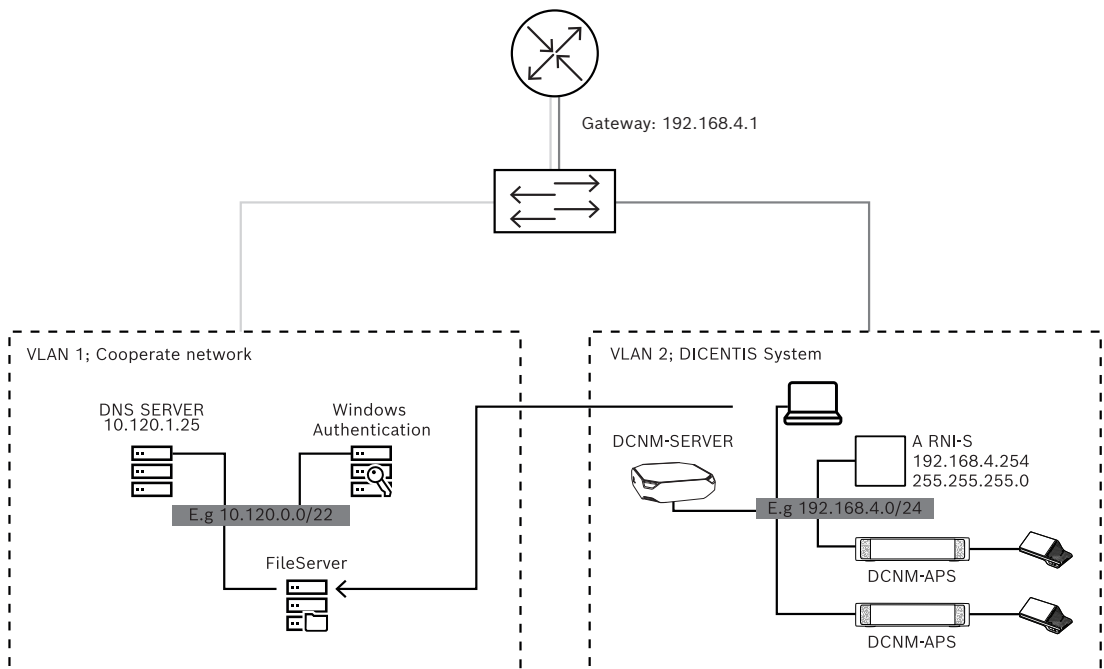 Gateway: 192.168.4.1
VLAN 1; Cooperate network
DNS SERVER
10.120.1.25
Windows
Authentication
E.g 10.120.0.0/22
FileServer
VLAN 2; DICENTIS System
DCNM-SERVER
A RNI-S
192.168.4.254
255.255.255.0
E.g 192.168.4.0/24
DCNM-APS
DCNM-APS